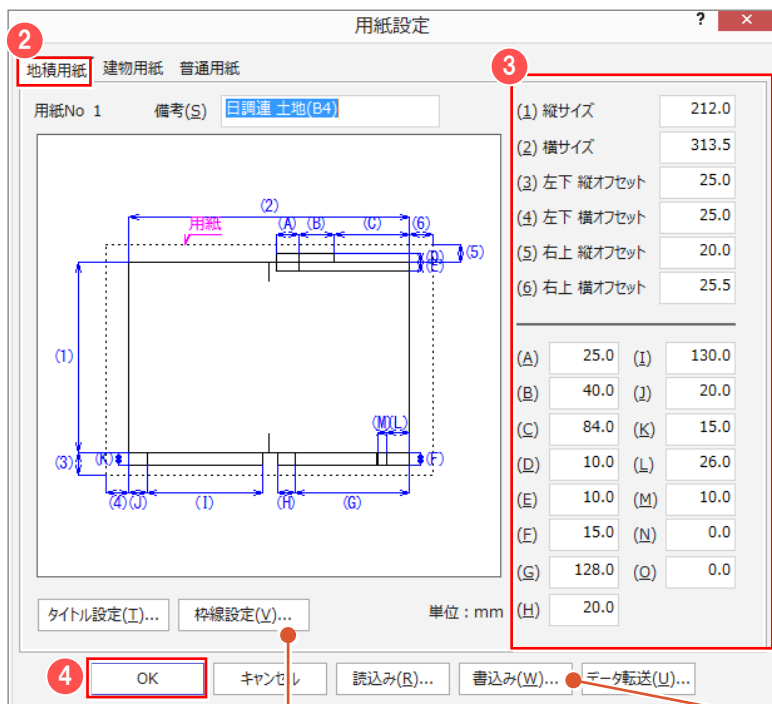 用紙設定
? ×
2
地積用紙 建物用紙 普通用紙
3
用紙No 1 備考(S) 日調連 土地(B4)
(1) 縦サイズ 212.0
(2) 横サイズ 313.5
(3) 左下 縦オフセット 25.0
(4) 左下 横オフセット 25.0
(5) 右上 縦オフセット 20.0
(6) 右上 横オフセット 25.5
(2)
用紙
(A) (B) (C) (6)
(D) (5)
(E)
(1)
(M)(L)
(3) (K) (F)
(4) (J) (I) (H) (G)
(A) 25.0 (I) 130.0
(B) 40.0 (J) 20.0
(C) 84.0 (K) 15.0
(D) 10.0 (L) 26.0
(E) 10.0 (M) 10.0
(F) 15.0 (N) 0.0
(G) 128.0 (O) 0.0
(H) 20.0
タイトル設定(T)... 枠線設定(V)... 単位：mm
4
OK キャンセル 読込み(R)... 書込み(W)... データ転送(U)...